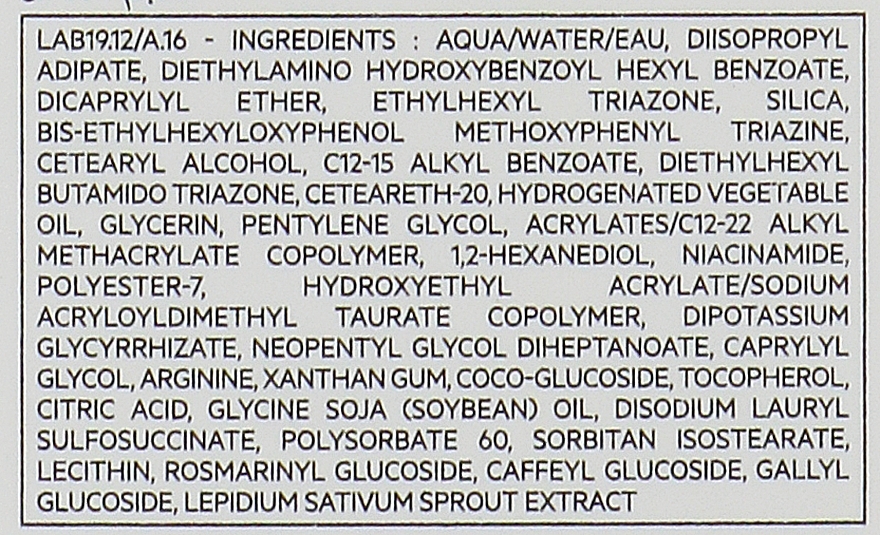 LAB19.12/A.16 - INGREDIENTS : AQUA/WATER/EAU, DIISOPROPYL
ADIPATE, DIETHYLAMINO HYDROXYBENZOYL HEXYL BENZOATE,
DICAPRYLYL ETHER, ETHYLHEXYL TRIAZONE, SILICA,
BIS-ETHYLHEXYLOXYPHENOL METHOXYPHENYL TRIAZINE,
CETEARYL ALCOHOL, C12-15 ALKYL BENZOATE, DIETHYLHEXYL
BUTAMIDO TRIAZONE, CETEARETH-20, HYDROGENATED VEGETABLE
OIL, GLYCERIN, PENTYLENE GLYCOL, ACRYLATES/C12-22 ALKYL
METHACRYLATE COPOLYMER, 1,2-HEXANEDIOL, NIACINAMIDE,
POLYESTER-7, HYDROXYETHYL ACRYLATE/SODIUM
ACRYLOYLDIMETHYL TAURATE COPOLYMER, DIPOTASSIUM
GLYCYRRHIZATE, NEOPENTYL GLYCOL DIHEPTANOATE, CAPRYLYL
GLYCOL, ARGININE, XANTHAN GUM, COCO-GLUCOSIDE, TOCOPHEROL,
CITRIC ACID, GLYCINE SOJA (SOYBEAN) OIL, DISODIUM LAURYL
SULFOSUCCINATE, POLYSORBATE 60, SORBITAN ISOSTEARATE,
LECITHIN, ROSMARINYL GLUCOSIDE, CAFFEYL GLUCOSIDE, GALLYL
GLUCOSIDE, LEPIDIUM SATIVUM SPROUT EXTRACT